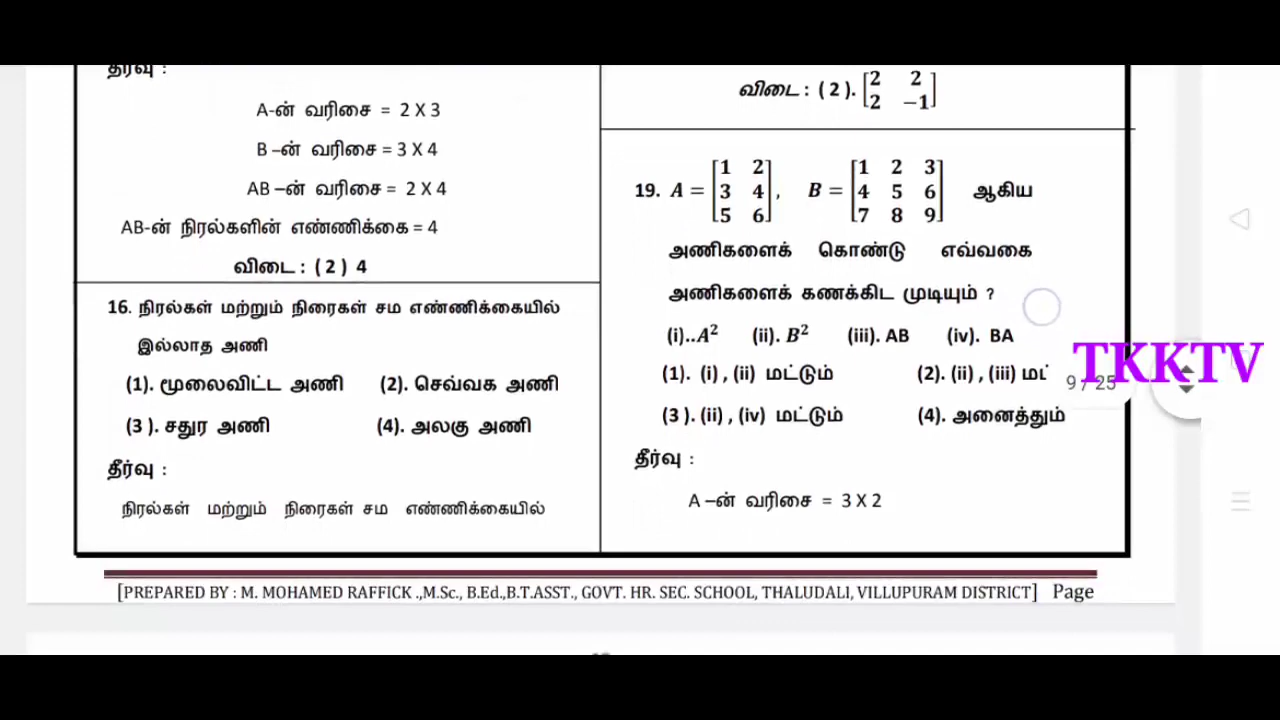 தீர்வு :
A-ன் வரிசை = 2 X 3
B –ன் வரிசை = 3 X 4
AB –ன் வரிசை = 2 X 4
AB-ன் நிரல்களின் எண்ணிக்கை = 4
விடை : ( 2 ) 4
16. நிரல்கள் மற்றும் நிரைகள் சம எண்ணிக்கையில்
இல்லாத அணி
(1). மூலைவிட்ட அணி (2). செவ்வக அணி
(3 ). சதுர அணி (4). அலகு அணி
தீர்வு :
நிரல்கள் மற்றும் நிரைகள் சம எண்ணிக்கையில்
விடை : ( 2 ). [2 2
2 −1]
19. A = [1 2
3 4
5 6], B = [1 2 3
4 5 6
7 8 9] ஆகிய
அணிகளைக் கொண்டு எவ்வகை
அணிகளைக் கணக்கிட முடியும் ?
(i)..A² (ii). B² (iii). AB (iv). BA
(1). (i) , (ii) மட்டும் (2). (ii) , (iii) மட்
(3 ). (ii) , (iv) மட்டும் (4). அனைத்தும்
தீர்வு :
A –ன் வரிசை = 3 X 2
TKKTV
9 / 25
[PREPARED BY : M. MOHAMED RAFFICK .,M.Sc., B.Ed.,B.T.ASST., GOVT. HR. SEC. SCHOOL, THALUDALI, VILLUPURAM DISTRICT] Page